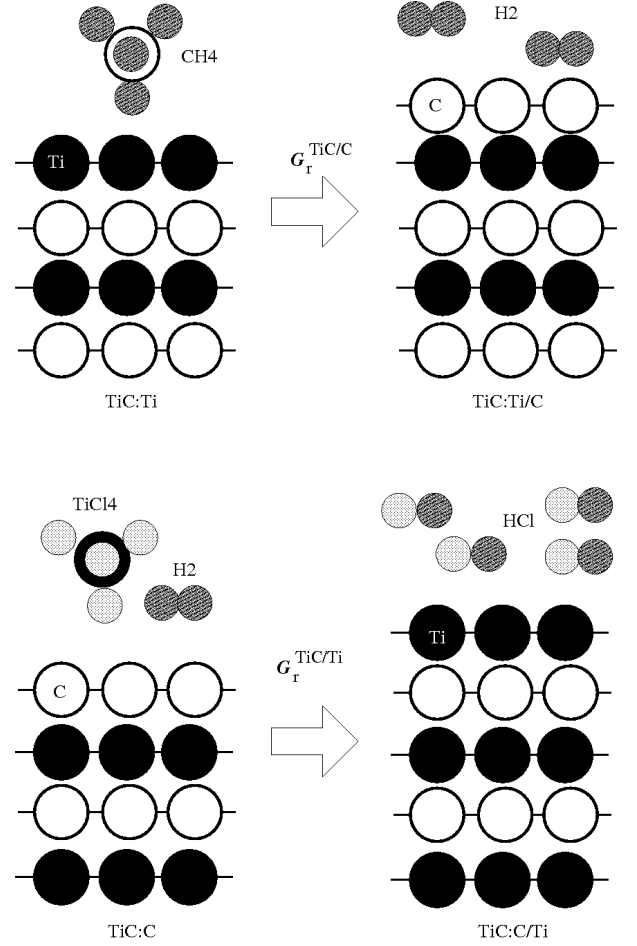 CH4
H2
C
Ti
G_r^TiC/C
TiC:Ti
TiC:Ti/C
TiCl4
H2
HCl
Ti
C
G_r^TiC/Ti
TiC:C
TiC:C/Ti